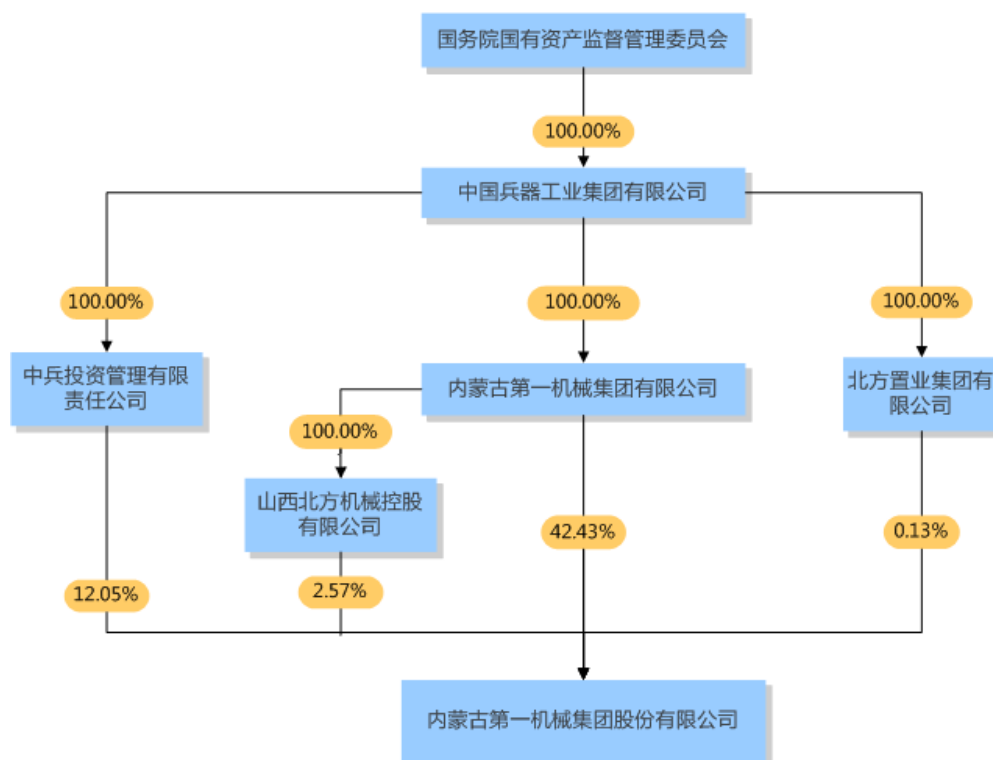 国务院国有资产监督管理委员会
100.00%
中国兵器工业集团有限公司
100.00%
100.00%
100.00%
中兵投资管理有限
责任公司
内蒙古第一机械集团有限公司
北方置业集团有
限公司
100.00%
山西北方机械控股
有限公司
42.43%
0.13%
12.05%
2.57%
内蒙古第一机械集团股份有限公司